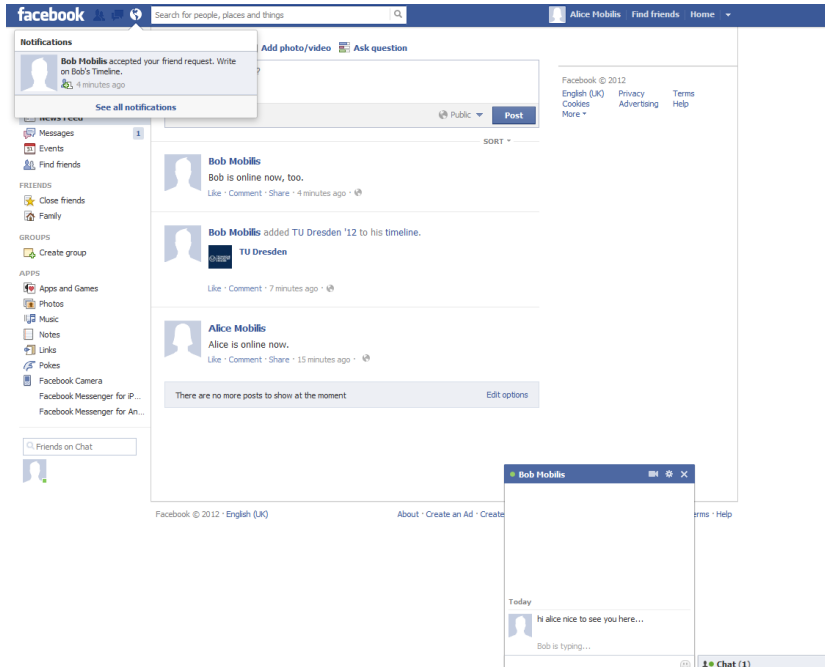 facebook
Search for people, places and things
Alice Mobilis Find friends Home
Notifications
Bob Mobilis accepted your friend request. Write
on Bob's Timeline.
4 minutes ago
See all notifications
Add photo/video Ask question
?
Public
Post
SORT
News Feed
Messages 1
31 Events
Find friends
FRIENDS
Close friends
Family
GROUPS
Create group
APPS
Apps and Games
Photos
Music
Notes
Links
Pokes
Facebook Camera
Facebook Messenger for iP...
Facebook Messenger for An...
Friends on Chat
Bob Mobilis
Bob is online now, too.
Like · Comment · Share · 4 minutes ago ·
Bob Mobilis added TU Dresden '12 to his timeline.
TU Dresden
Like · Comment · 7 minutes ago ·
Alice Mobilis
Alice is online now.
Like · Comment · Share · 15 minutes ago ·
There are no more posts to show at the moment Edit options
Facebook © 2012
English (UK) Privacy Terms
Cookies Advertising Help
More
Facebook © 2012 · English (UK)
About · Create an Ad · Create
erms · Help
Bob Mobilis
Today
hi alice nice to see you here...
Bob is typing...
Chat (1)